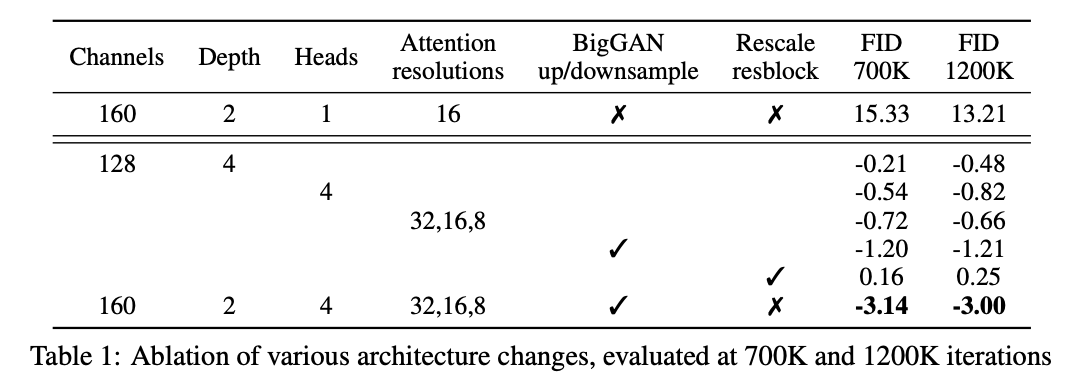 Channels Depth Heads Attention resolutions BigGAN up/downsample Rescale resblock FID 700K FID 1200K
160 2 1 16 ✗ ✗ 15.33 13.21
128 4 -0.21 -0.48
4 -0.54 -0.82
32,16,8 -0.72 -0.66
✓ -1.20 -1.21
✓ 0.16 0.25
160 2 4 32,16,8 ✓ ✗ -3.14 -3.00
Table 1: Ablation of various architecture changes, evaluated at 700K and 1200K iterations